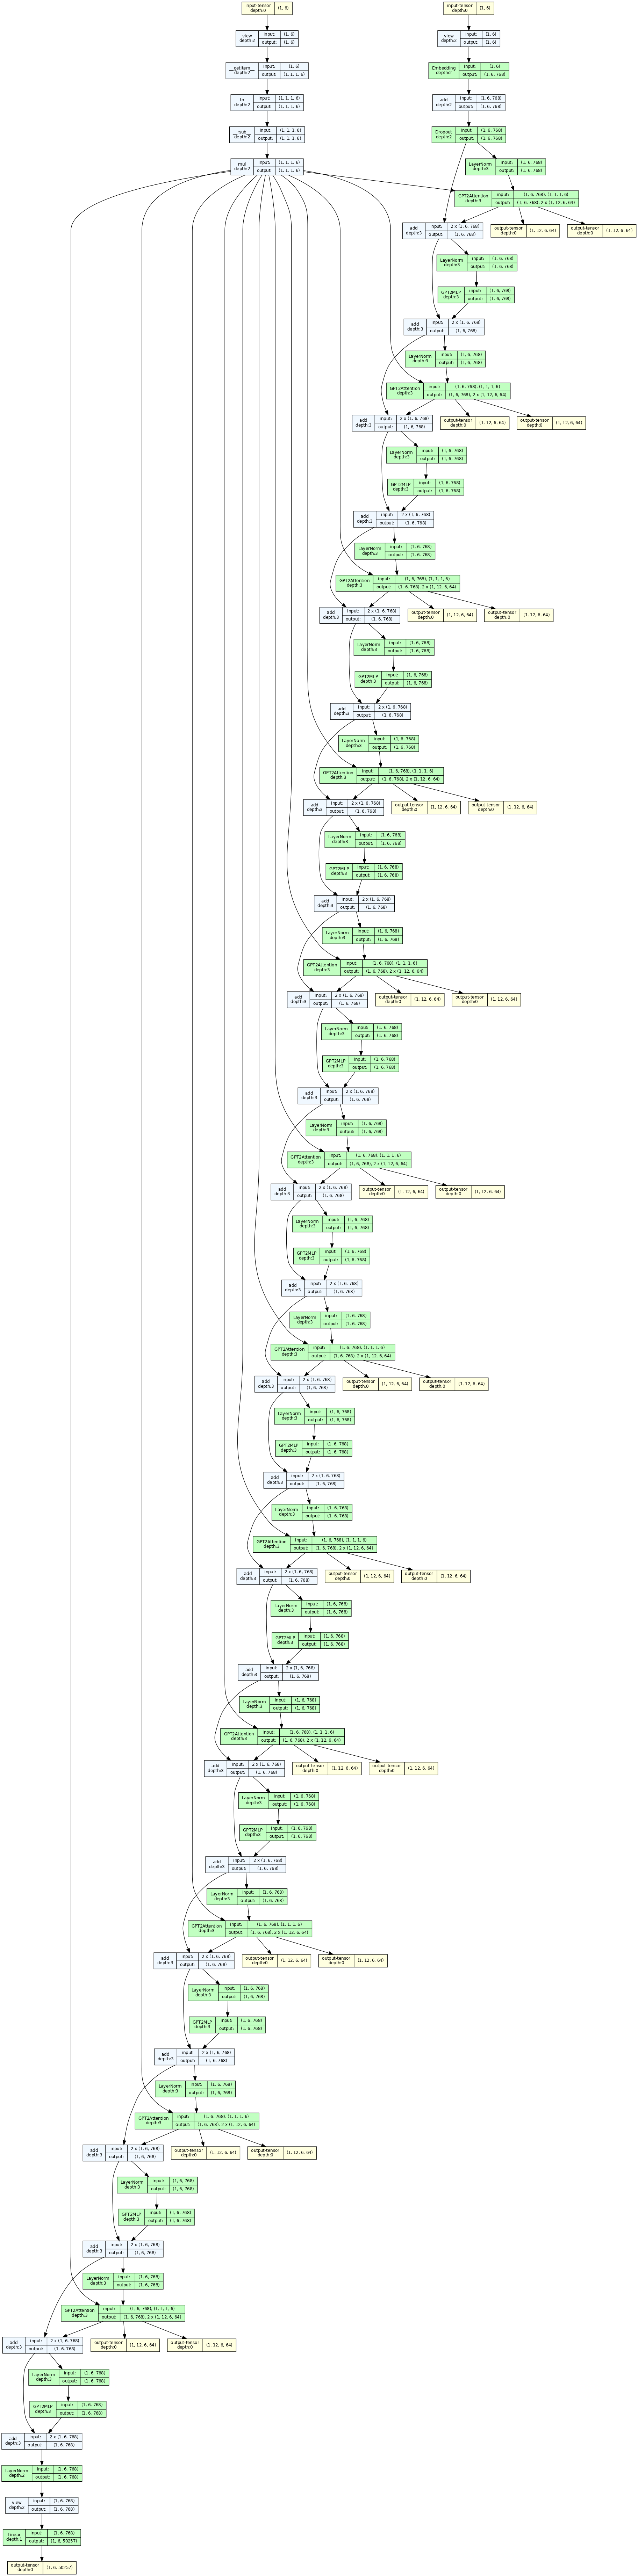 input-tensor (1, 6)
depth:0
view input: (1, 6)
depth:2 output: (1, 6)
__getitem__ input: (1, 6)
depth:2 output: (1, 1, 1, 6)
to input: (1, 1, 1, 6)
depth:2 output: (1, 1, 1, 6)
__rsub__ input: (1, 1, 1, 6)
depth:2 output: (1, 1, 1, 6)
mul input: (1, 1, 1, 6)
depth:2 output: (1, 1, 1, 6)
input-tensor (1, 6)
depth:0
view input: (1, 6)
depth:2 output: (1, 6)
Embedding input: (1, 6)
depth:2 output: (1, 6, 768)
add input: (1, 6, 768)
depth:2 output: (1, 6, 768)
Dropout input: (1, 6, 768)
depth:2 output: (1, 6, 768)
LayerNorm input: (1, 6, 768)
depth:3 output: (1, 6, 768)
GPT2Attention input: (1, 6, 768), (1, 1, 1, 6)
depth:3 output: (1, 6, 768), 2 x (1, 12, 6, 64)
add input: 2 x (1, 6, 768)
depth:3 output: (1, 6, 768)
output-tensor (1, 12, 6, 64)
depth:0
output-tensor (1, 12, 6, 64)
depth:0
LayerNorm input: (1, 6, 768)
depth:3 output: (1, 6, 768)
GPT2MLP input: (1, 6, 768)
depth:3 output: (1, 6, 768)
add input: 2 x (1, 6, 768)
depth:3 output: (1, 6, 768)
LayerNorm input: (1, 6, 768)
depth:3 output: (1, 6, 768)
GPT2Attention input: (1, 6, 768), (1, 1, 1, 6)
depth:3 output: (1, 6, 768), 2 x (1, 12, 6, 64)
add input: 2 x (1, 6, 768)
depth:3 output: (1, 6, 768)
output-tensor (1, 12, 6, 64)
depth:0
output-tensor (1, 12, 6, 64)
depth:0
LayerNorm input: (1, 6, 768)
depth:3 output: (1, 6, 768)
GPT2MLP input: (1, 6, 768)
depth:3 output: (1, 6, 768)
add input: 2 x (1, 6, 768)
depth:3 output: (1, 6, 768)
LayerNorm input: (1, 6, 768)
depth:3 output: (1, 6, 768)
GPT2Attention input: (1, 6, 768), (1, 1, 1, 6)
depth:3 output: (1, 6, 768), 2 x (1, 12, 6, 64)
add input: 2 x (1, 6, 768)
depth:3 output: (1, 6, 768)
output-tensor (1, 12, 6, 64)
depth:0
output-tensor (1, 12, 6, 64)
depth:0
LayerNorm input: (1, 6, 768)
depth:3 output: (1, 6, 768)
GPT2MLP input: (1, 6, 768)
depth:3 output: (1, 6, 768)
add input: 2 x (1, 6, 768)
depth:3 output: (1, 6, 768)
LayerNorm input: (1, 6, 768)
depth:3 output: (1, 6, 768)
GPT2Attention input: (1, 6, 768), (1, 1, 1, 6)
depth:3 output: (1, 6, 768), 2 x (1, 12, 6, 64)
add input: 2 x (1, 6, 768)
depth:3 output: (1, 6, 768)
output-tensor (1, 12, 6, 64)
depth:0
output-tensor (1, 12, 6, 64)
depth:0
LayerNorm input: (1, 6, 768)
depth:3 output: (1, 6, 768)
GPT2MLP input: (1, 6, 768)
depth:3 output: (1, 6, 768)
add input: 2 x (1, 6, 768)
depth:3 output: (1, 6, 768)
LayerNorm input: (1, 6, 768)
depth:3 output: (1, 6, 768)
GPT2Attention input: (1, 6, 768), (1, 1, 1, 6)
depth:3 output: (1, 6, 768), 2 x (1, 12, 6, 64)
add input: 2 x (1, 6, 768)
depth:3 output: (1, 6, 768)
output-tensor (1, 12, 6, 64)
depth:0
output-tensor (1, 12, 6, 64)
depth:0
LayerNorm input: (1, 6, 768)
depth:3 output: (1, 6, 768)
GPT2MLP input: (1, 6, 768)
depth:3 output: (1, 6, 768)
add input: 2 x (1, 6, 768)
depth:3 output: (1, 6, 768)
LayerNorm input: (1, 6, 768)
depth:3 output: (1, 6, 768)
GPT2Attention input: (1, 6, 768), (1, 1, 1, 6)
depth:3 output: (1, 6, 768), 2 x (1, 12, 6, 64)
add input: 2 x (1, 6, 768)
depth:3 output: (1, 6, 768)
output-tensor (1, 12, 6, 64)
depth:0
output-tensor (1, 12, 6, 64)
depth:0
LayerNorm input: (1, 6, 768)
depth:3 output: (1, 6, 768)
GPT2MLP input: (1, 6, 768)
depth:3 output: (1, 6, 768)
add input: 2 x (1, 6, 768)
depth:3 output: (1, 6, 768)
LayerNorm input: (1, 6, 768)
depth:3 output: (1, 6, 768)
GPT2Attention input: (1, 6, 768), (1, 1, 1, 6)
depth:3 output: (1, 6, 768), 2 x (1, 12, 6, 64)
add input: 2 x (1, 6, 768)
depth:3 output: (1, 6, 768)
output-tensor (1, 12, 6, 64)
depth:0
output-tensor (1, 12, 6, 64)
depth:0
LayerNorm input: (1, 6, 768)
depth:3 output: (1, 6, 768)
GPT2MLP input: (1, 6, 768)
depth:3 output: (1, 6, 768)
add input: 2 x (1, 6, 768)
depth:3 output: (1, 6, 768)
LayerNorm input: (1, 6, 768)
depth:3 output: (1, 6, 768)
GPT2Attention input: (1, 6, 768), (1, 1, 1, 6)
depth:3 output: (1, 6, 768), 2 x (1, 12, 6, 64)
add input: 2 x (1, 6, 768)
depth:3 output: (1, 6, 768)
output-tensor (1, 12, 6, 64)
depth:0
output-tensor (1, 12, 6, 64)
depth:0
LayerNorm input: (1, 6, 768)
depth:3 output: (1, 6, 768)
GPT2MLP input: (1, 6, 768)
depth:3 output: (1, 6, 768)
add input: 2 x (1, 6, 768)
depth:3 output: (1, 6, 768)
LayerNorm input: (1, 6, 768)
depth:3 output: (1, 6, 768)
GPT2Attention input: (1, 6, 768), (1, 1, 1, 6)
depth:3 output: (1, 6, 768), 2 x (1, 12, 6, 64)
add input: 2 x (1, 6, 768)
depth:3 output: (1, 6, 768)
output-tensor (1, 12, 6, 64)
depth:0
output-tensor (1, 12, 6, 64)
depth:0
LayerNorm input: (1, 6, 768)
depth:3 output: (1, 6, 768)
GPT2MLP input: (1, 6, 768)
depth:3 output: (1, 6, 768)
add input: 2 x (1, 6, 768)
depth:3 output: (1, 6, 768)
LayerNorm input: (1, 6, 768)
depth:3 output: (1, 6, 768)
GPT2Attention input: (1, 6, 768), (1, 1, 1, 6)
depth:3 output: (1, 6, 768), 2 x (1, 12, 6, 64)
add input: 2 x (1, 6, 768)
depth:3 output: (1, 6, 768)
output-tensor (1, 12, 6, 64)
depth:0
output-tensor (1, 12, 6, 64)
depth:0
LayerNorm input: (1, 6, 768)
depth:3 output: (1, 6, 768)
GPT2MLP input: (1, 6, 768)
depth:3 output: (1, 6, 768)
add input: 2 x (1, 6, 768)
depth:3 output: (1, 6, 768)
LayerNorm input: (1, 6, 768)
depth:3 output: (1, 6, 768)
GPT2Attention input: (1, 6, 768), (1, 1, 1, 6)
depth:3 output: (1, 6, 768), 2 x (1, 12, 6, 64)
add input: 2 x (1, 6, 768)
depth:3 output: (1, 6, 768)
output-tensor (1, 12, 6, 64)
depth:0
output-tensor (1, 12, 6, 64)
depth:0
LayerNorm input: (1, 6, 768)
depth:3 output: (1, 6, 768)
GPT2MLP input: (1, 6, 768)
depth:3 output: (1, 6, 768)
add input: 2 x (1, 6, 768)
depth:3 output: (1, 6, 768)
LayerNorm input: (1, 6, 768)
depth:3 output: (1, 6, 768)
GPT2Attention input: (1, 6, 768), (1, 1, 1, 6)
depth:3 output: (1, 6, 768), 2 x (1, 12, 6, 64)
add input: 2 x (1, 6, 768)
depth:3 output: (1, 6, 768)
output-tensor (1, 12, 6, 64)
depth:0
output-tensor (1, 12, 6, 64)
depth:0
LayerNorm input: (1, 6, 768)
depth:3 output: (1, 6, 768)
GPT2MLP input: (1, 6, 768)
depth:3 output: (1, 6, 768)
add input: 2 x (1, 6, 768)
depth:3 output: (1, 6, 768)
LayerNorm input: (1, 6, 768)
depth:2 output: (1, 6, 768)
view input: (1, 6, 768)
depth:2 output: (1, 6, 768)
Linear input: (1, 6, 768)
depth:1 output: (1, 6, 50257)
output-tensor (1, 6, 50257)
depth:0